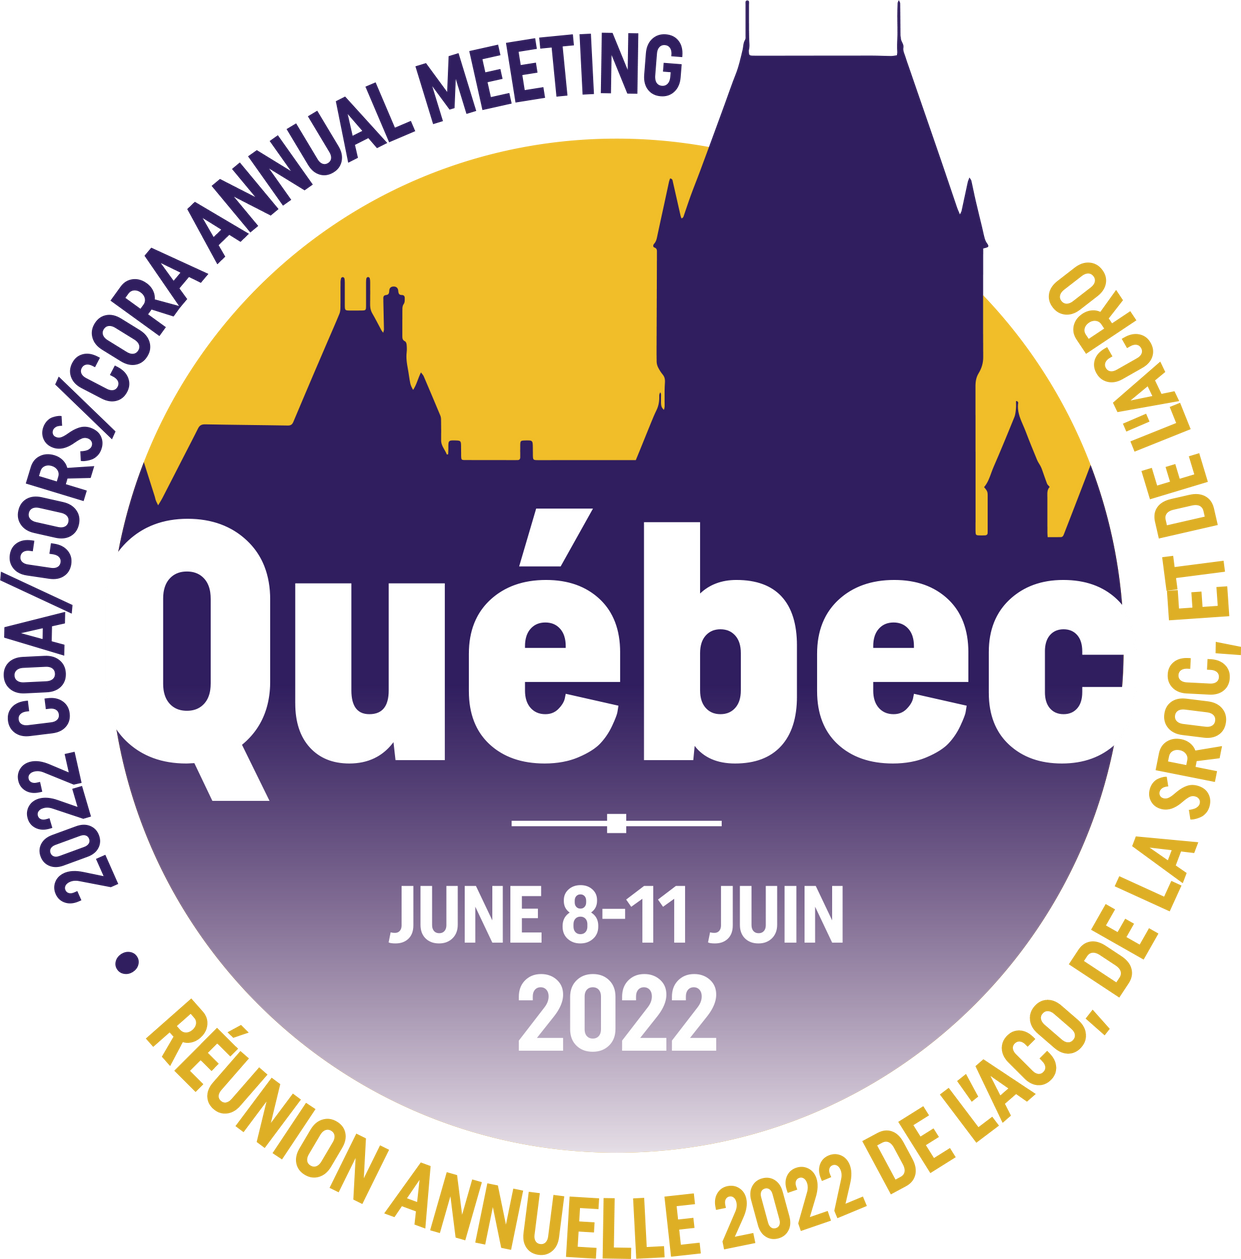 2022 COA/CORS/CORA ANNUAL MEETING
Québec
JUNE 8-11 JUIN
2022
• RÉUNION ANNUELLE 2022 DE L'ACO, DE LA SROC, ET DE L'ACRO